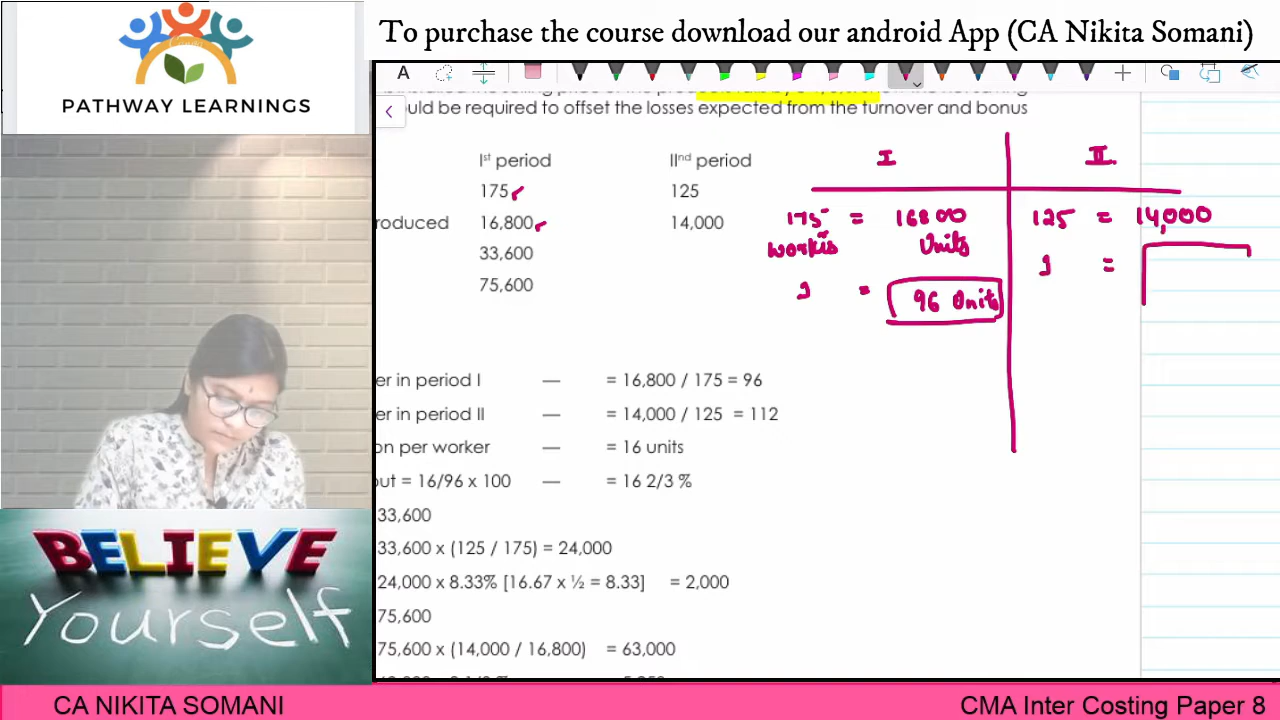 To purchase the course download our android App (CA Nikita Somani)
PATHWAY LEARNINGS
A
ould be required to offset the losses expected from the turnover and bonus
Ist period IInd period
175 125
roduced 16,800 14,000
33,600
75,600
er in period I — = 16,800 / 175 = 96
er in period II — = 14,000 / 125 = 112
on per worker — = 16 units
out = 16/96 x 100 — = 16 2/3 %
33,600
33,600 x (125 / 175) = 24,000
24,000 x 8.33% [16.67 x ½ = 8.33] = 2,000
75,600
75,600 x (14,000 / 16,800) = 63,000
I II
175 = 16800 125 = 14,000
Units
1 = 96 Units 1 =
BELIEVE
Yourself
CA NIKITA SOMANI CMA Inter Costing Paper 8